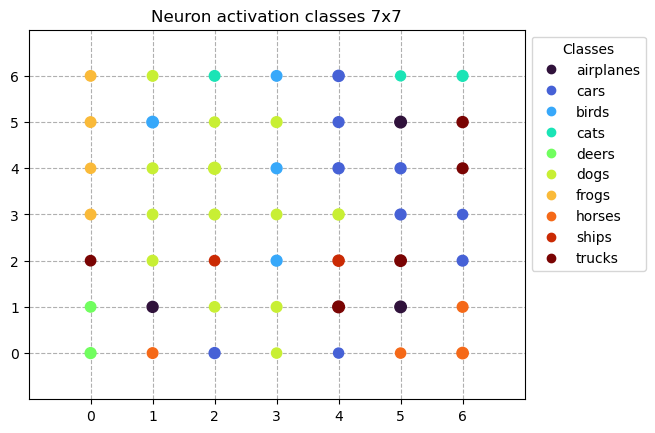 Neuron activation classes 7x7
6
5
4
3
2
1
0
0 1 2 3 4 5 6
Classes
airplanes
cars
birds
cats
deers
dogs
frogs
horses
ships
trucks